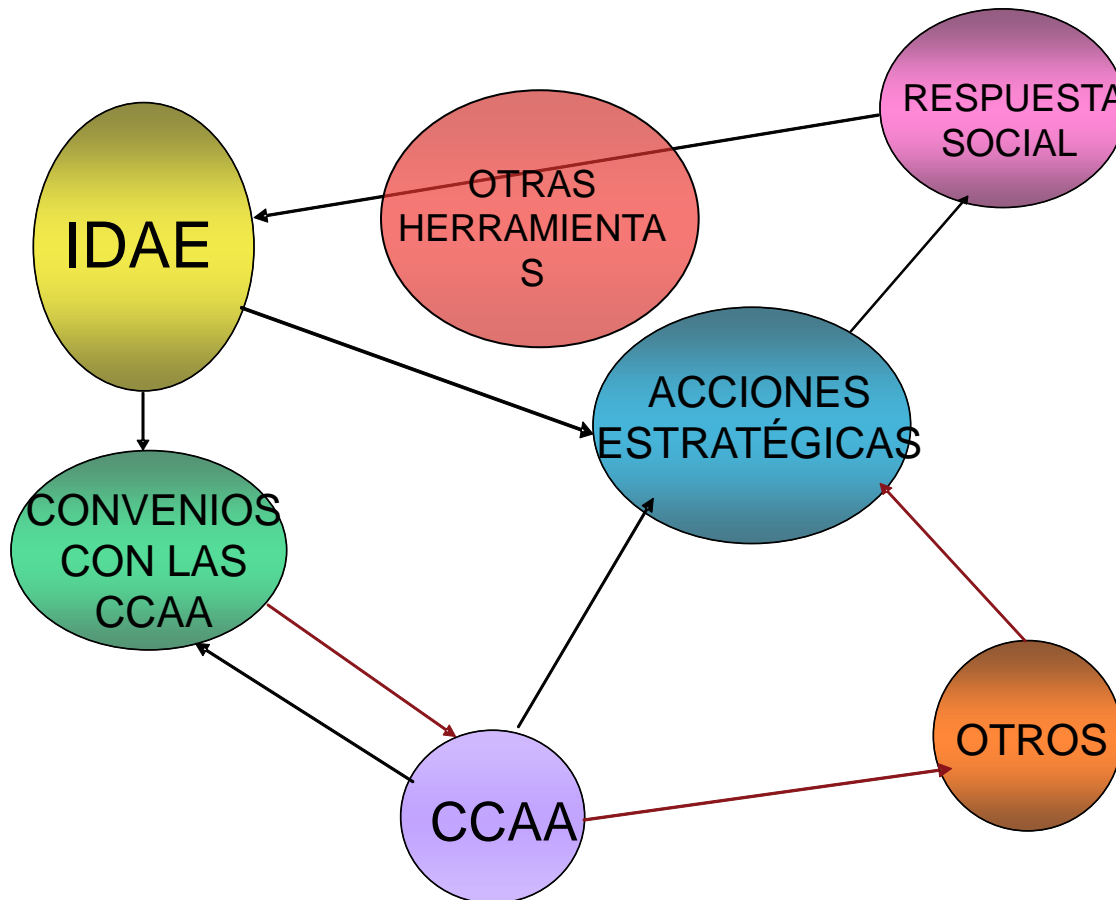 RESPUESTA
SOCIAL
OTRAS
HERRAMIENTA
S
IDAE
ACCIONES
ESTRATÉGICAS
CONVENIOS
CON LAS
CCAA
OTROS
CCAA